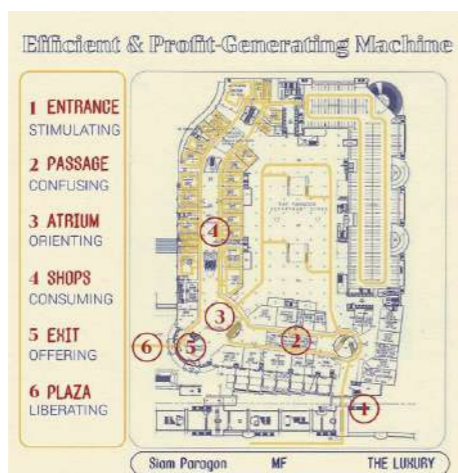 Efficient & Profit-Generating Machine
1 ENTRANCE
STIMULATING
2 PASSAGE
CONFUSING
3 ATRIUM
ORIENTING
4 SHOPS
CONSUMING
5 EXIT
OFFERING
6 PLAZA
LIBERATING
4
3
2
6
5
Siam Paragon MF THE LUXURY